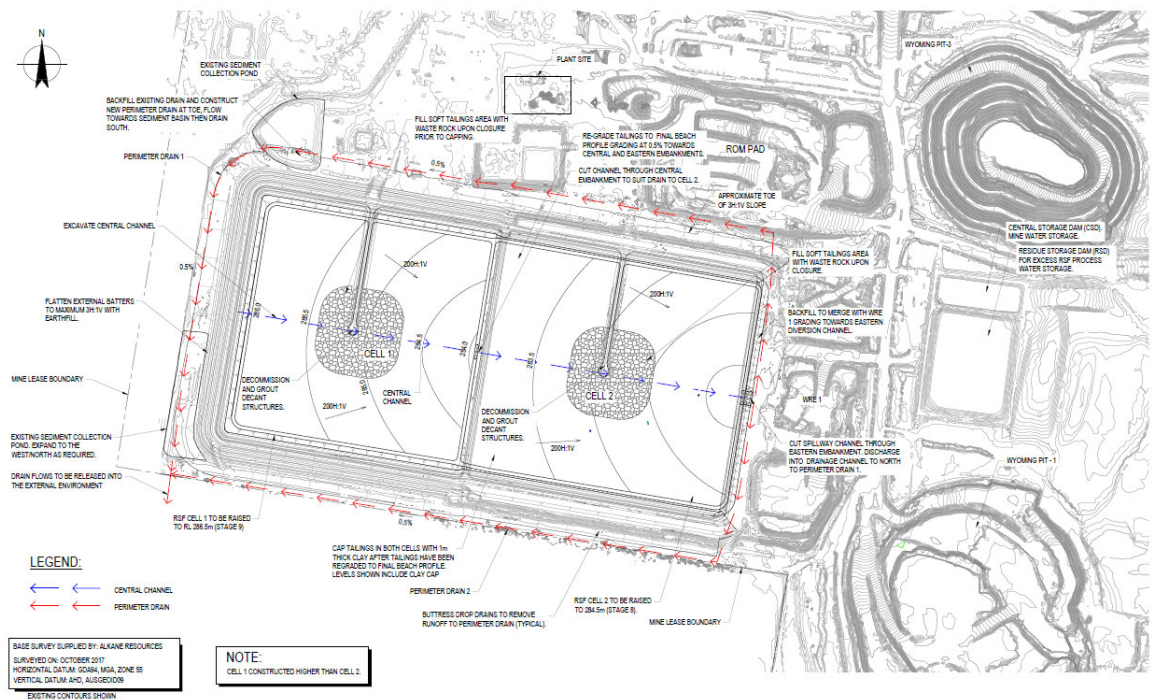 N
WYOMING PIT-3
EXISTING SEDIMENT
COLLECTION POND
PLANT SITE
BACKFILL EXISTING DRAIN AND CONSTRUCT
NEW PERIMETER DRAIN AT TOE, FLOW
TOWARDS SEDIMENT BASIN THEN DRAIN
SOUTH.
FILL SOFT TAILINGS AREA WITH
WASTE ROCK UPON CLOSURE
PRIOR TO CAPPING.
RE-GRADE TAILINGS TO FINAL BEACH
PROFILE GRADING AT 0.5% TOWARDS
CENTRAL AND EASTERN EMBANKMENTS.
ROM PAD
CUT CHANNEL THROUGH CENTRAL
EMBANKMENT TO SUIT DRAIN TO CELL 2.
PERIMETER DRAIN 1
0.5%
APPROXIMATE TOE
OF 3H:1V SLOPE
EXCAVATE CENTRAL CHANNEL
CENTRAL STORAGE DAM (CSD).
MINE WATER STORAGE.
RESIDUE STORAGE DAM (RSD)
FOR EXCESS RSF PROCESS
WATER STORAGE.
FILL SOFT TAILINGS AREA
WITH WASTE ROCK UPON
CLOSURE.
0.5%
200H:1V
200H:1V
FLATTEN EXTERNAL BATTERS
TO MAXIMUM 3H:1V WITH
EARTHFILL.
BACKFILL TO MERGE WITH WRE
1 GRADING TOWARDS EASTERN
DIVERSION CHANNEL.
CELL 1
MINE LEASE BOUNDARY
DECOMMISSION
AND GROUT
DECANT
STRUCTURES.
CENTRAL
CHANNEL
CELL 2
WRE 1
200H:1V
DECOMMISSION
AND GROUT
DECANT
STRUCTURES.
200H:1V
EXISTING SEDIMENT COLLECTION
POND. EXPAND TO THE
WEST/NORTH AS REQUIRED.
CUT SPILLWAY CHANNEL THROUGH
EASTERN EMBANKMENT. DISCHARGE
INTO DRAINAGE CHANNEL TO NORTH
TO PERIMETER DRAIN 1.
WYOMING PIT - 1
DRAIN FLOWS TO BE RELEASED INTO
THE EXTERNAL ENVIRONMENT
RSF CELL 1 TO BE RAISED
TO RL 286.5m (STAGE 9)
0.5%
CAP TAILINGS IN BOTH CELLS WITH 1m
THICK CLAY AFTER TAILINGS HAVE BEEN
REGRADED TO FINAL BEACH PROFILE.
LEVELS SHOWN INCLUDE CLAY CAP
PERIMETER DRAIN 2
RSF CELL 2 TO BE RAISED
TO 284.5m (STAGE 8).
BUTTRESS DROP DRAINS TO REMOVE
RUNOFF TO PERIMETER DRAIN (TYPICAL).
MINE LEASE BOUNDARY
LEGEND:
CENTRAL CHANNEL
PERIMETER DRAIN
BASE SURVEY SUPPLIED BY: ALKANE RESOURCES
SURVEYED ON: OCTOBER 2017
HORIZONTAL DATUM: GDA94, MGA, ZONE 55
VERTICAL DATUM: AHD, AUSGEOID09
EXISTING CONTOURS SHOWN
NOTE:
CELL 1 CONSTRUCTED HIGHER THAN CELL 2.